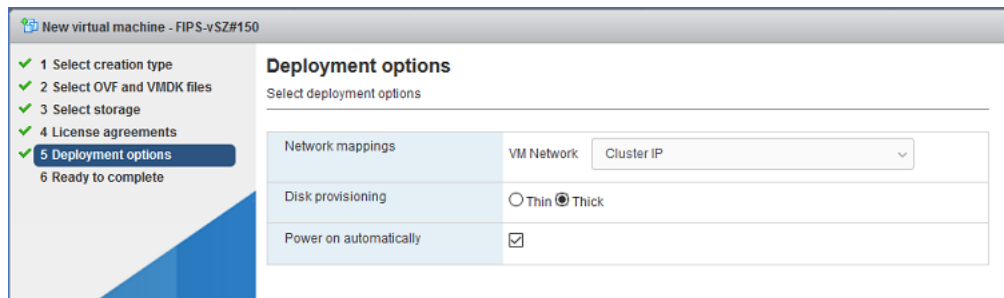 New virtual machine - FIPS-vSZ#150
1 Select creation type
2 Select OVF and VMDK files
3 Select storage
4 License agreements
5 Deployment options
6 Ready to complete
Deployment options
Select deployment options
Network mappings VM Network Cluster IP
Disk provisioning Thin Thick
Power on automatically